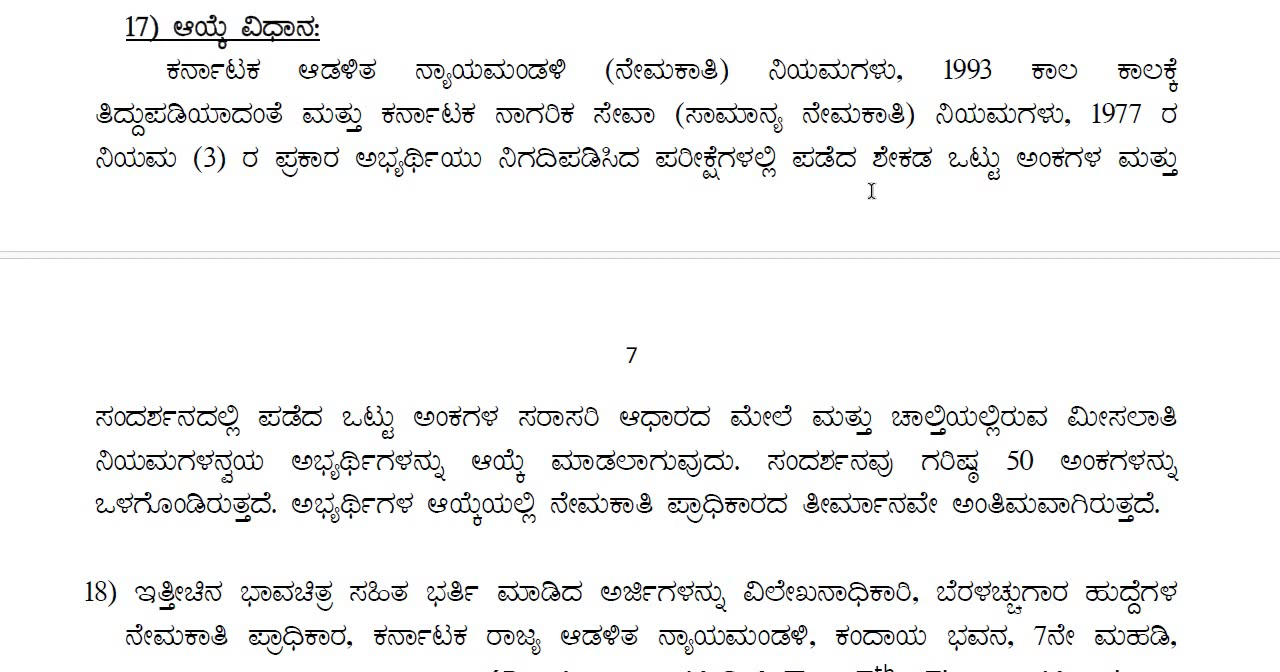 17) ಆಯ್ಕೆ ವಿಧಾನ:
ಕರ್ನಾಟಕ ಆಡಳಿತ ನ್ಯಾಯಮಂಡಳಿ (ನೇಮಕಾತಿ) ನಿಯಮಗಳು, 1993 ಕಾಲ ಕಾಲಕ್ಕೆ
ತಿದ್ದುಪಡಿಯಾದಂತೆ ಮತ್ತು ಕರ್ನಾಟಕ ನಾಗರಿಕ ಸೇವಾ (ಸಾಮಾನ್ಯ ನೇಮಕಾತಿ) ನಿಯಮಗಳು, 1977 ರ
ನಿಯಮ (3) ರ ಪ್ರಕಾರ ಅಭ್ಯರ್ಥಿಯು ನಿಗದಿಪಡಿಸಿದ ಪರೀಕ್ಷೆಗಳಲ್ಲಿ ಪಡೆದ ಶೇಕಡ ಒಟ್ಟು ಅಂಕಗಳ ಮತ್ತು
7
ಸಂದರ್ಶನದಲ್ಲಿ ಪಡೆದ ಒಟ್ಟು ಅಂಕಗಳ ಸರಾಸರಿ ಆಧಾರದ ಮೇಲೆ ಮತ್ತು ಚಾಲ್ತಿಯಲ್ಲಿರುವ ಮೀಸಲಾತಿ
ನಿಯಮಗಳನ್ವಯ ಅಭ್ಯರ್ಥಿಗಳನ್ನು ಆಯ್ಕೆ ಮಾಡಲಾಗುವುದು. ಸಂದರ್ಶನವು ಗರಿಷ್ಠ 50 ಅಂಕಗಳನ್ನು
ಒಳಗೊಂಡಿರುತ್ತದೆ. ಅಭ್ಯರ್ಥಿಗಳ ಆಯ್ಕೆಯಲ್ಲಿ ನೇಮಕಾತಿ ಪ್ರಾಧಿಕಾರದ ತೀರ್ಮಾನವೇ ಅಂತಿಮವಾಗಿರುತ್ತದೆ.
18) ಇತ್ತೀಚಿನ ಭಾವಚಿತ್ರ ಸಹಿತ ಭರ್ತಿ ಮಾಡಿದ ಅರ್ಜಿಗಳನ್ನು ವಿಲೇಖನಾಧಿಕಾರಿ, ಬೆರಳಚ್ಚುಗಾರ ಹುದ್ದೆಗಳ
ನೇಮಕಾತಿ ಪ್ರಾಧಿಕಾರ, ಕರ್ನಾಟಕ ರಾಜ್ಯ ಆಡಳಿತ ನ್ಯಾಯಮಂಡಳಿ, ಕಂದಾಯ ಭವನ, 7ನೇ ಮಹಡಿ,